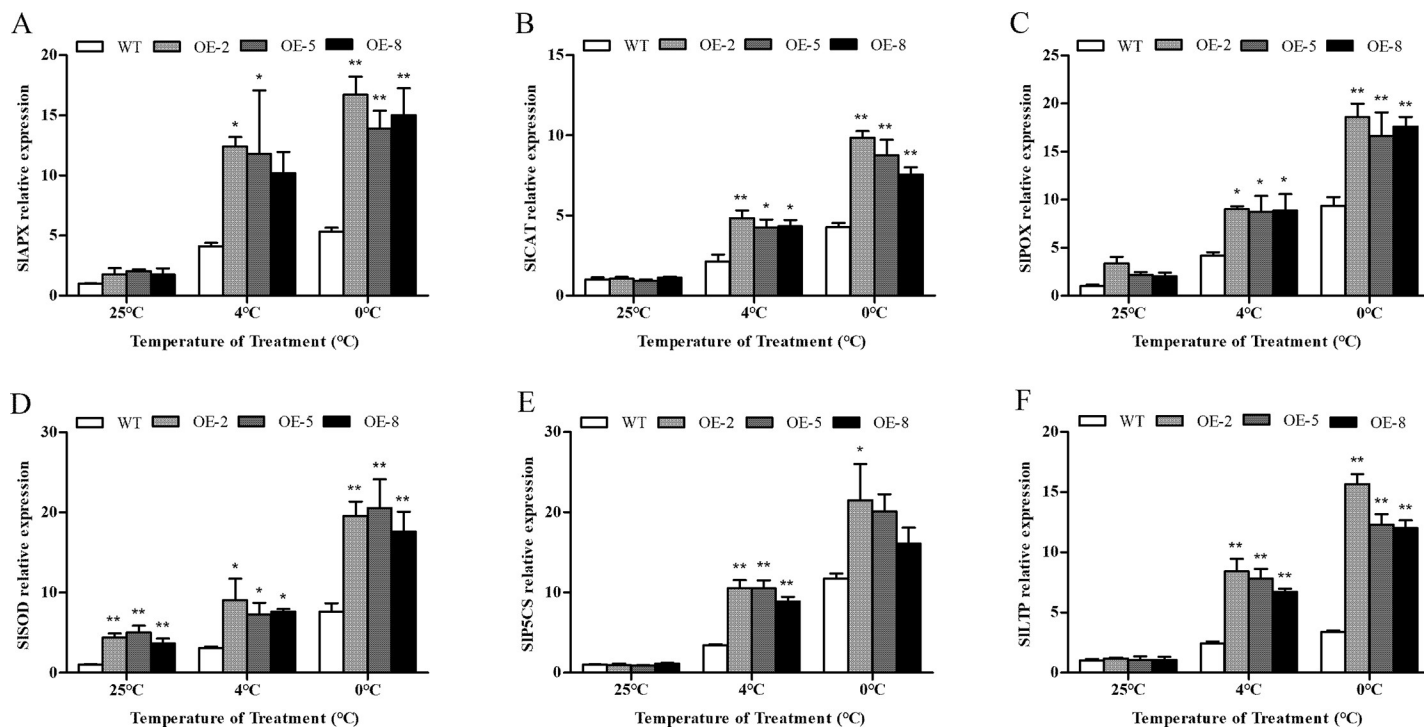 A
WT OE-2 OE-5 OE-8
SlAPX relative expression
20
15
10
5
0
* * ** ** **
25°C 4°C 0°C
Temperature of Treatment (°C)
B
WT OE-2 OE-5 OE-8
SlCAT relative expression
15
10
5
0
** * * ** ** **
25°C 4°C 0°C
Temperature of Treatment (°C)
C
WT OE-2 OE-5 OE-8
SlPOX relative expression
25
20
15
10
5
0
* * * ** ** **
25°C 4°C 0°C
Temperature of Treatment (°C)
D
WT OE-2 OE-5 OE-8
SlSOD relative expression
30
20
10
0
** ** ** * * * ** ** **
25°C 4°C 0°C
Temperature of Treatment (°C)
E
WT OE-2 OE-5 OE-8
SlP5CS relative expression
30
20
10
0
** ** ** *
25°C 4°C 0°C
Temperature of Treatment (°C)
F
WT OE-2 OE-5 OE-8
SlLTP relative expression
20
15
10
5
0
** ** ** ** ** **
25°C 4°C 0°C
Temperature of Treatment (°C)